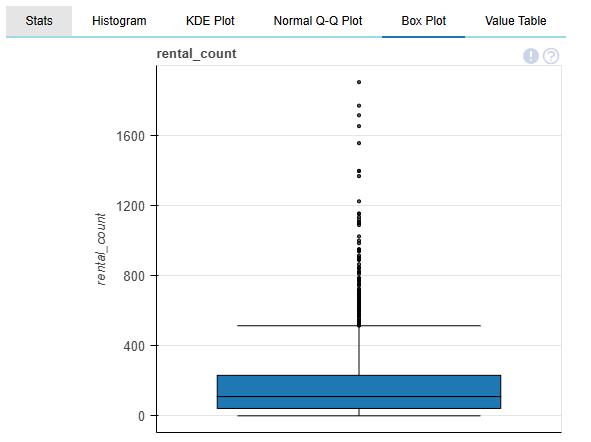 Stats Histogram KDE Plot Normal Q-Q Plot Box Plot Value Table
rental_count
! ?
1600
1200
rental_count
800
400
0